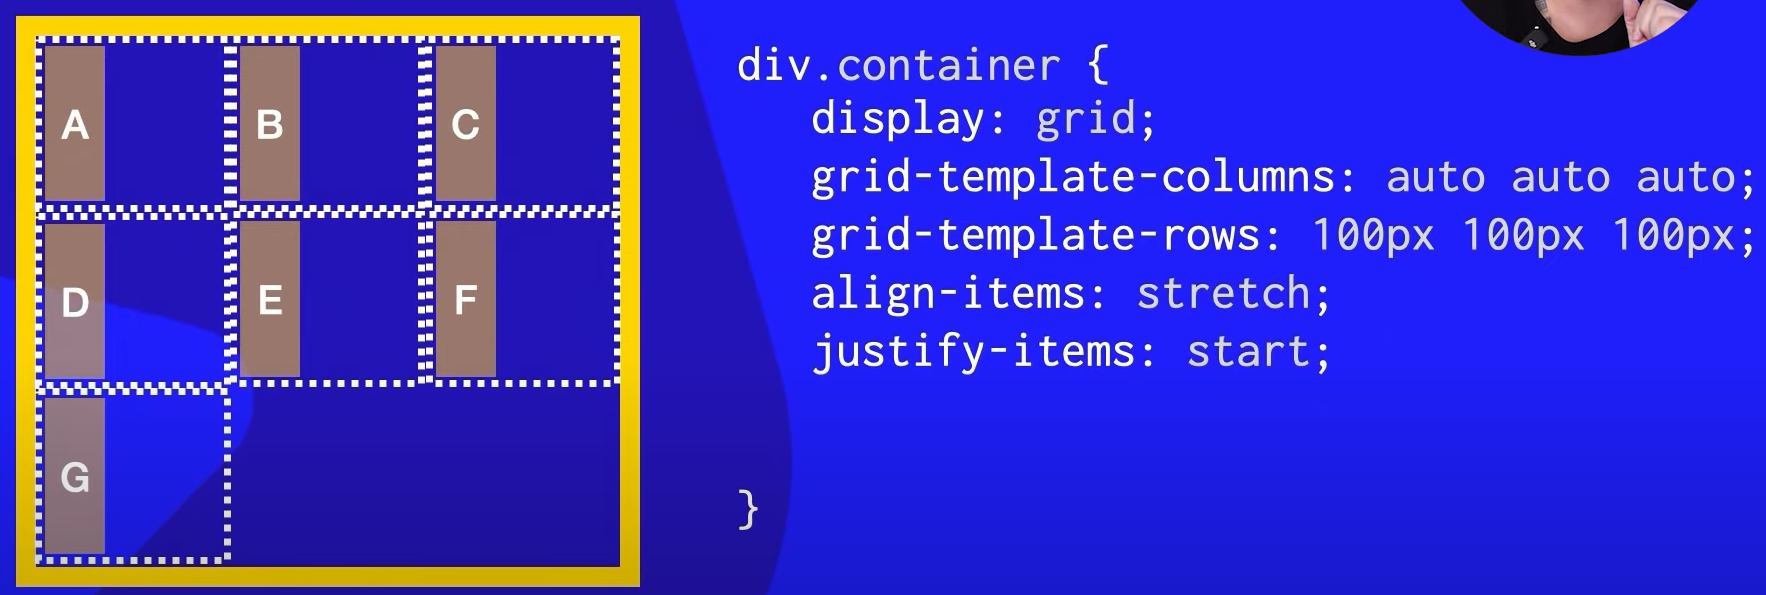 A B C
D E F
G
div.container {
display: grid;
grid-template-columns: auto auto auto;
grid-template-rows: 100px 100px 100px;
align-items: stretch;
justify-items: start;
}